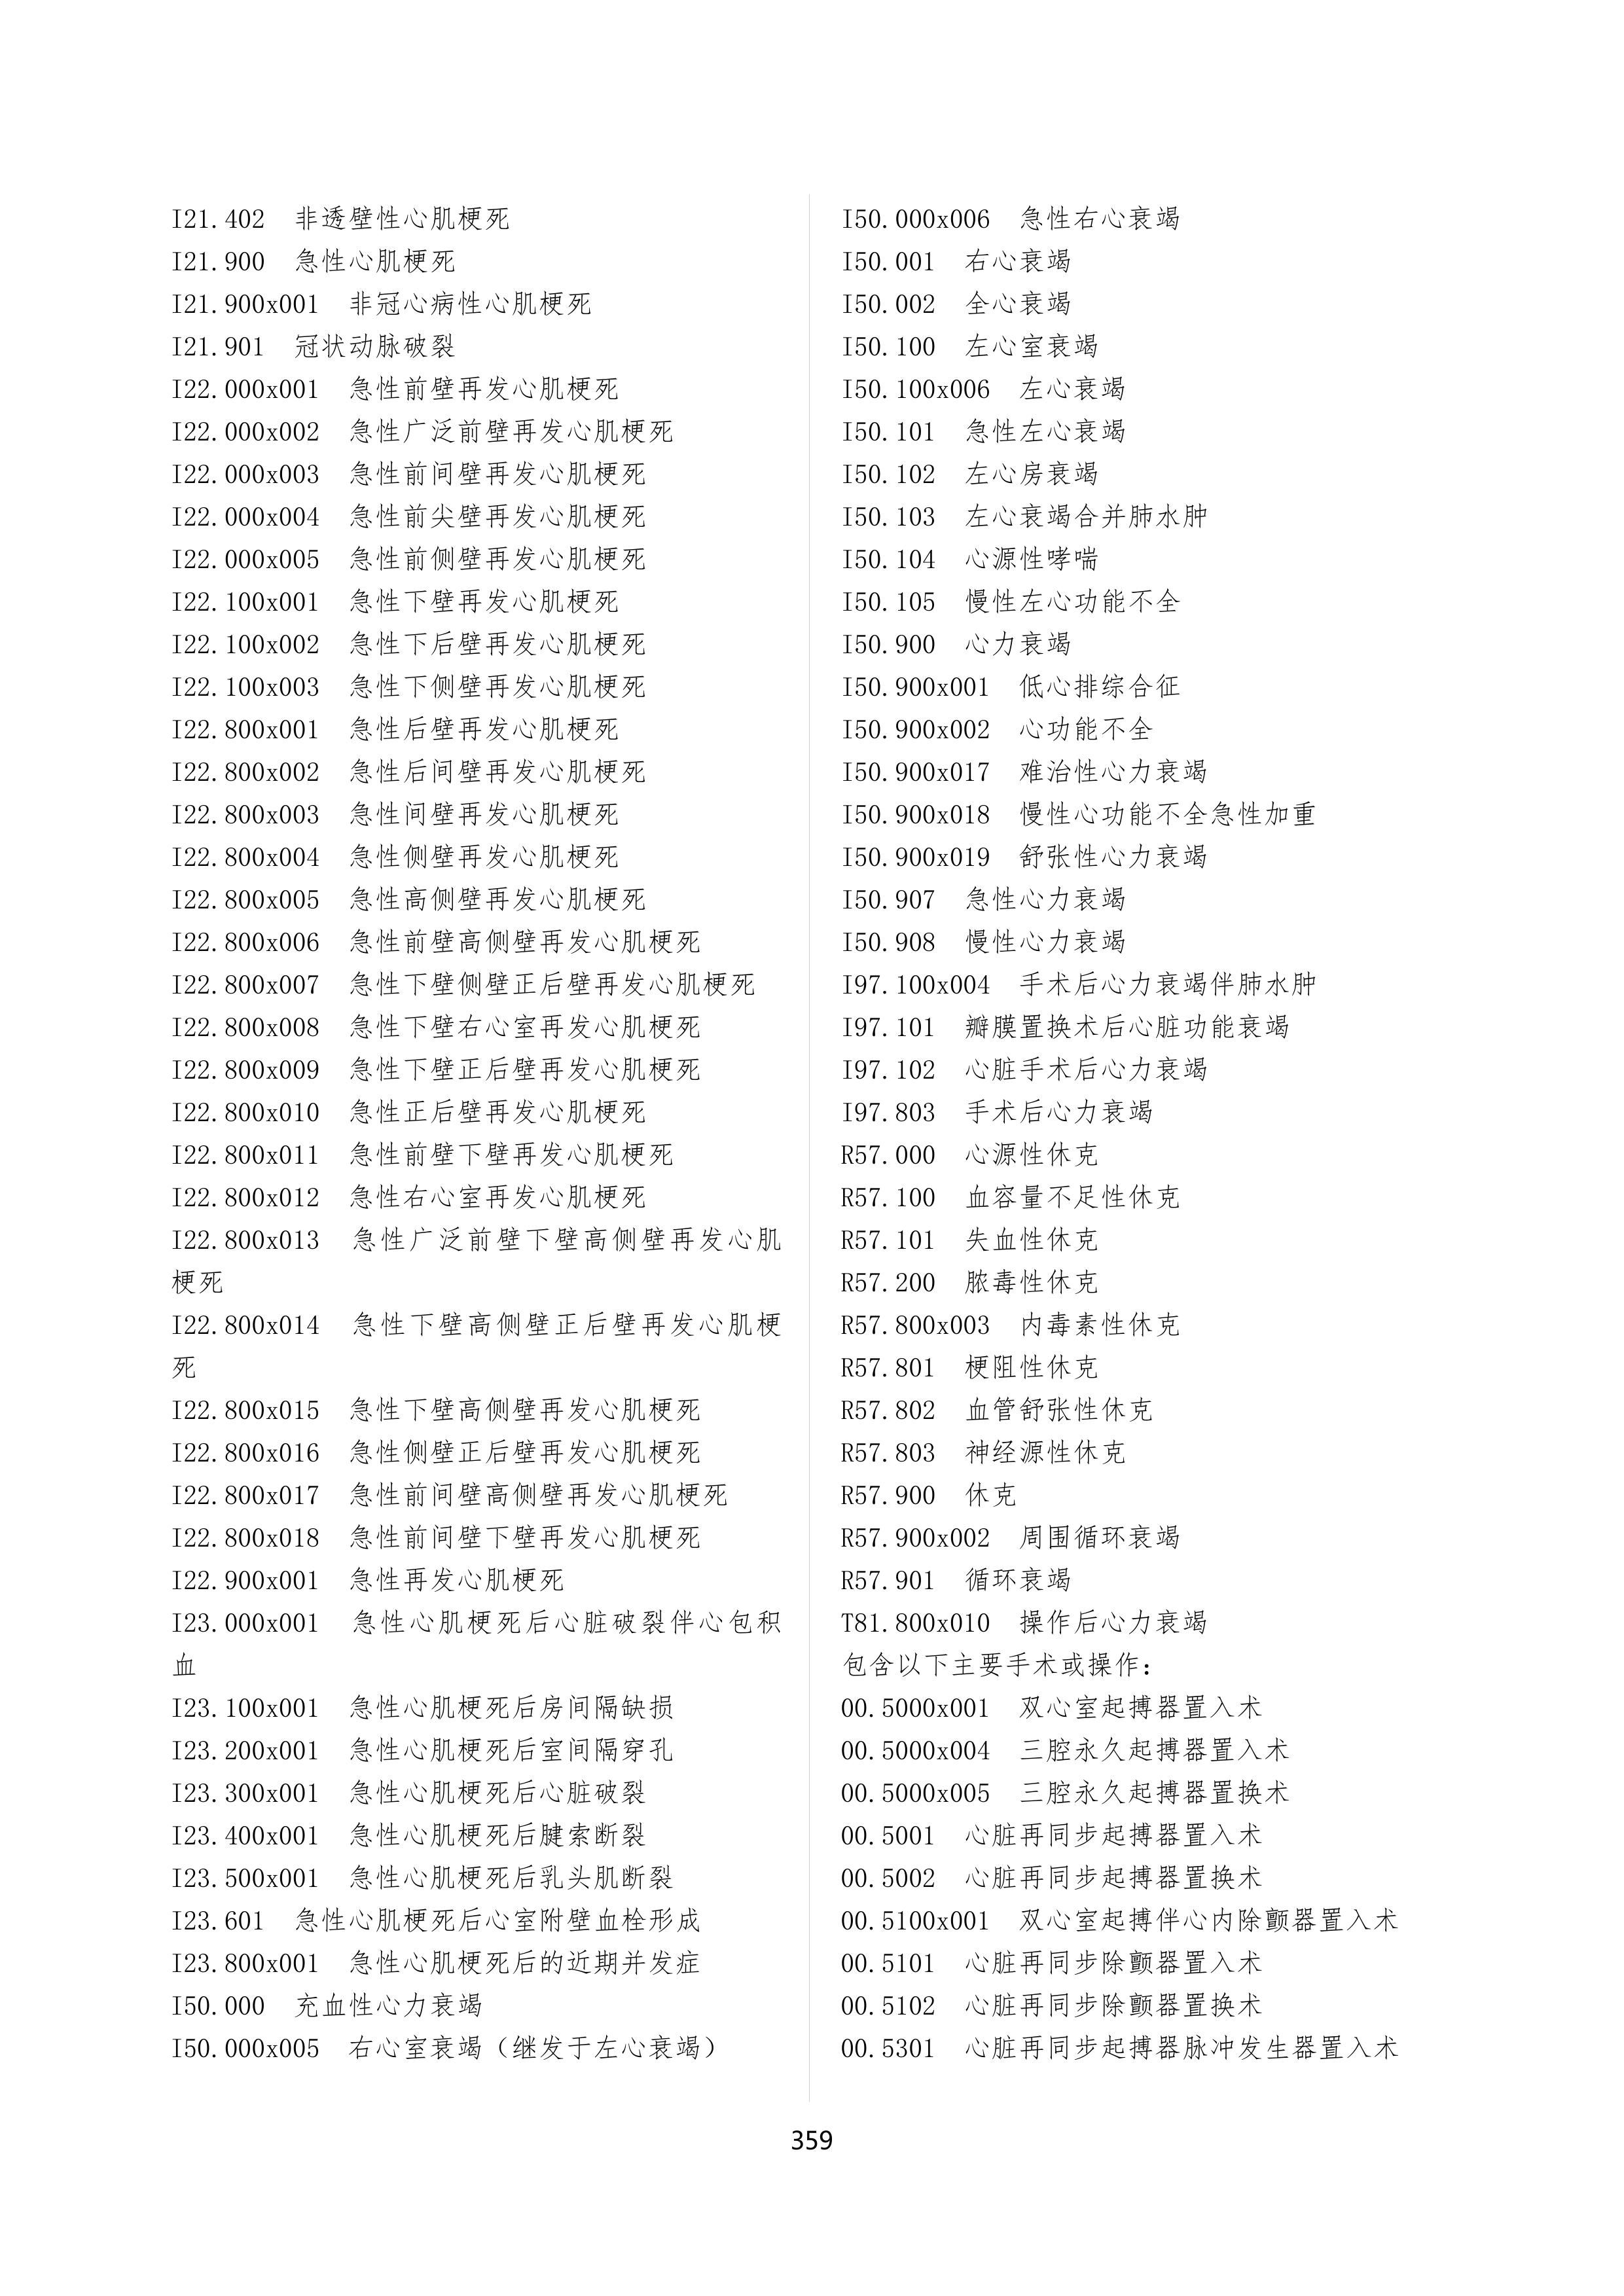 I21.402 非透壁性心肌梗死
I21.900 急性心肌梗死
I21.900x001 非冠心病性心肌梗死
I21.901 冠状动脉破裂
I22.000x001 急性前壁再发心肌梗死
I22.000x002 急性广泛前壁再发心肌梗死
I22.000x003 急性前间壁再发心肌梗死
I22.000x004 急性前尖壁再发心肌梗死
I22.000x005 急性前侧壁再发心肌梗死
I22.100x001 急性下壁再发心肌梗死
I22.100x002 急性下后壁再发心肌梗死
I22.100x003 急性下侧壁再发心肌梗死
I22.800x001 急性后壁再发心肌梗死
I22.800x002 急性后间壁再发心肌梗死
I22.800x003 急性间壁再发心肌梗死
I22.800x004 急性侧壁再发心肌梗死
I22.800x005 急性高侧壁再发心肌梗死
I22.800x006 急性前壁高侧壁再发心肌梗死
I22.800x007 急性下壁侧壁正后壁再发心肌梗死
I22.800x008 急性下壁右心室再发心肌梗死
I22.800x009 急性下壁正后壁再发心肌梗死
I22.800x010 急性正后壁再发心肌梗死
I22.800x011 急性前壁下壁再发心肌梗死
I22.800x012 急性右心室再发心肌梗死
I22.800x013 急性广泛前壁下壁高侧壁再发心肌
梗死
I22.800x014 急性下壁高侧壁正后壁再发心肌梗
死
I22.800x015 急性下壁高侧壁再发心肌梗死
I22.800x016 急性侧壁正后壁再发心肌梗死
I22.800x017 急性前间壁高侧壁再发心肌梗死
I22.800x018 急性前间壁下壁再发心肌梗死
I22.900x001 急性再发心肌梗死
I23.000x001 急性心肌梗死后心脏破裂伴心包积
血
I23.100x001 急性心肌梗死后房间隔缺损
I23.200x001 急性心肌梗死后室间隔穿孔
I23.300x001 急性心肌梗死后心脏破裂
I23.400x001 急性心肌梗死后腱索断裂
I23.500x001 急性心肌梗死后乳头肌断裂
I23.601 急性心肌梗死后心室附壁血栓形成
I23.800x001 急性心肌梗死后的近期并发症
I50.000 充血性心力衰竭
I50.000x005 右心室衰竭（继发于左心衰竭）
I50.000x006 急性右心衰竭
I50.001 右心衰竭
I50.002 全心衰竭
I50.100 左心室衰竭
I50.100x006 左心衰竭
I50.101 急性左心衰竭
I50.102 左心房衰竭
I50.103 左心衰竭合并肺水肿
I50.104 心源性哮喘
I50.105 慢性左心功能不全
I50.900 心力衰竭
I50.900x001 低心排综合征
I50.900x002 心功能不全
I50.900x017 难治性心力衰竭
I50.900x018 慢性心功能不全急性加重
I50.900x019 舒张性心力衰竭
I50.907 急性心力衰竭
I50.908 慢性心力衰竭
I97.100x004 手术后心力衰竭伴肺水肿
I97.101 瓣膜置换术后心脏功能衰竭
I97.102 心脏手术后心力衰竭
I97.803 手术后心力衰竭
R57.000 心源性休克
R57.100 血容量不足性休克
R57.101 失血性休克
R57.200 脓毒性休克
R57.800x003 内毒素性休克
R57.801 梗阻性休克
R57.802 血管舒张性休克
R57.803 神经源性休克
R57.900 休克
R57.900x002 周围循环衰竭
R57.901 循环衰竭
T81.800x010 操作后心力衰竭
包含以下主要手术或操作：
00.5000x001 双心室起搏器置入术
00.5000x004 三腔永久起搏器置入术
00.5000x005 三腔永久起搏器置换术
00.5001 心脏再同步起搏器置入术
00.5002 心脏再同步起搏器置换术
00.5100x001 双心室起搏伴心内除颤器置入术
00.5101 心脏再同步除颤器置入术
00.5102 心脏再同步除颤器置换术
00.5301 心脏再同步起搏器脉冲发生器置入术
359